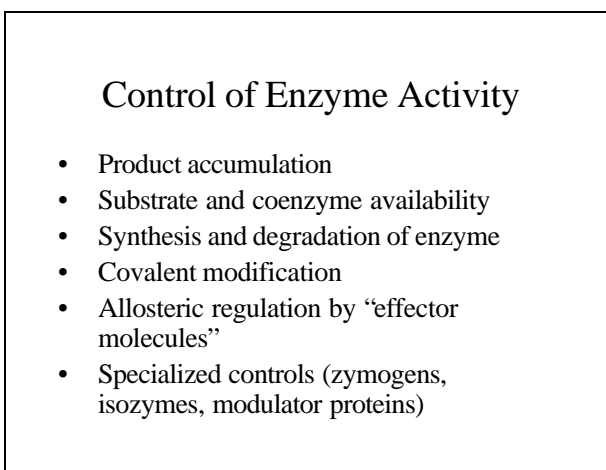 Control of Enzyme Activity
• Product accumulation
• Substrate and coenzyme availability
• Synthesis and degradation of enzyme
• Covalent modification
• Allosteric regulation by “effector
molecules”
• Specialized controls (zymogens,
isozymes, modulator proteins)